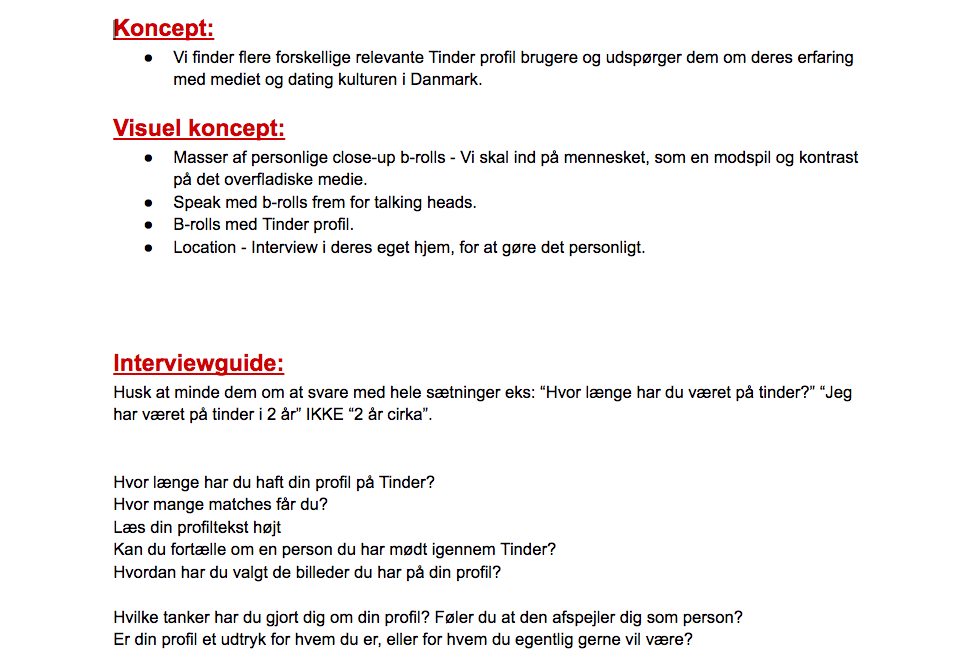 Koncept:
● Vi finder flere forskellige relevante Tinder profil brugere og udspørger dem om deres erfaring
med mediet og dating kulturen i Danmark.
Visuel koncept:
● Masser af personlige close-up b-rolls - Vi skal ind på mennesket, som en modspil og kontrast
på det overfladiske medie.
● Speak med b-rolls frem for talking heads.
● B-rolls med Tinder profil.
● Location - Interview i deres eget hjem, for at gøre det personligt.
Interviewguide:
Husk at minde dem om at svare med hele sætninger eks: “Hvor længe har du været på tinder?” “Jeg
har været på tinder i 2 år” IKKE “2 år cirka”.
Hvor længe har du haft din profil på Tinder?
Hvor mange matches får du?
Læs din profiltekst højt
Kan du fortælle om en person du har mødt igennem Tinder?
Hvordan har du valgt de billeder du har på din profil?
Hvilke tanker har du gjort dig om din profil? Føler du at den afspejler dig som person?
Er din profil et udtryk for hvem du er, eller for hvem du egentlig gerne vil være?